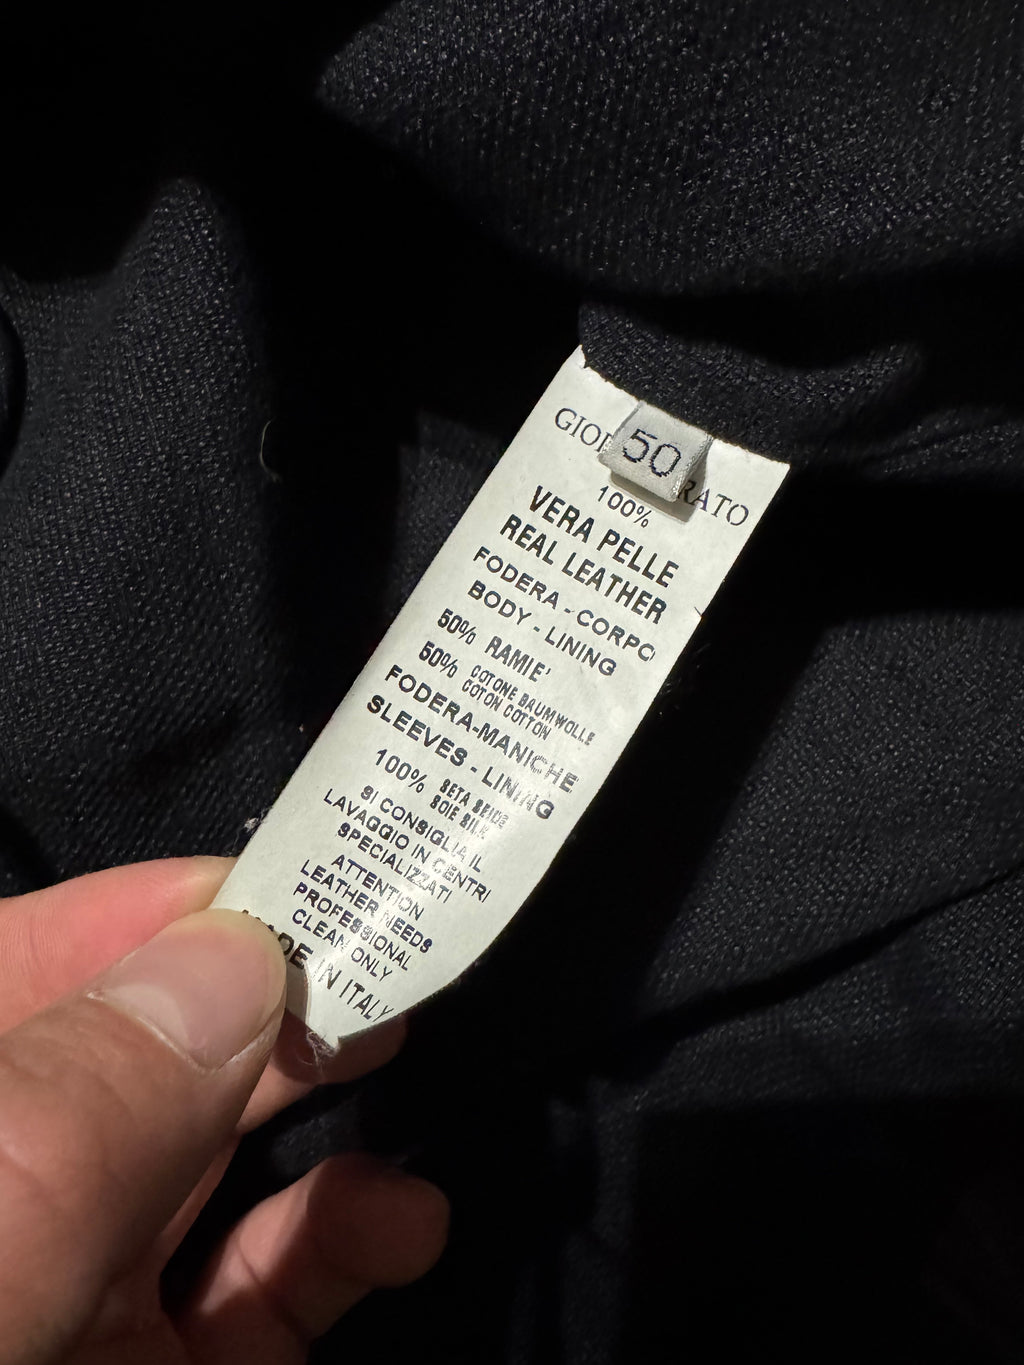 50
100%
VERA PELLE
REAL LEATHER
FODERA - CORPO
BODY - LINING
50% RAMIE'
50% COTONE BAUMWOLLE
COTON COTTON
FODERA-MANICHE
SLEEVES - LINING
100% SETA SEIDE
SOIE SILK
SI CONSIGLIA IL
LAVAGGIO IN CENTRI
SPECIALIZZATI
ATTENTION
LEATHER NEEDS
PROFESSIONAL
CLEAN ONLY
MADE IN ITALY